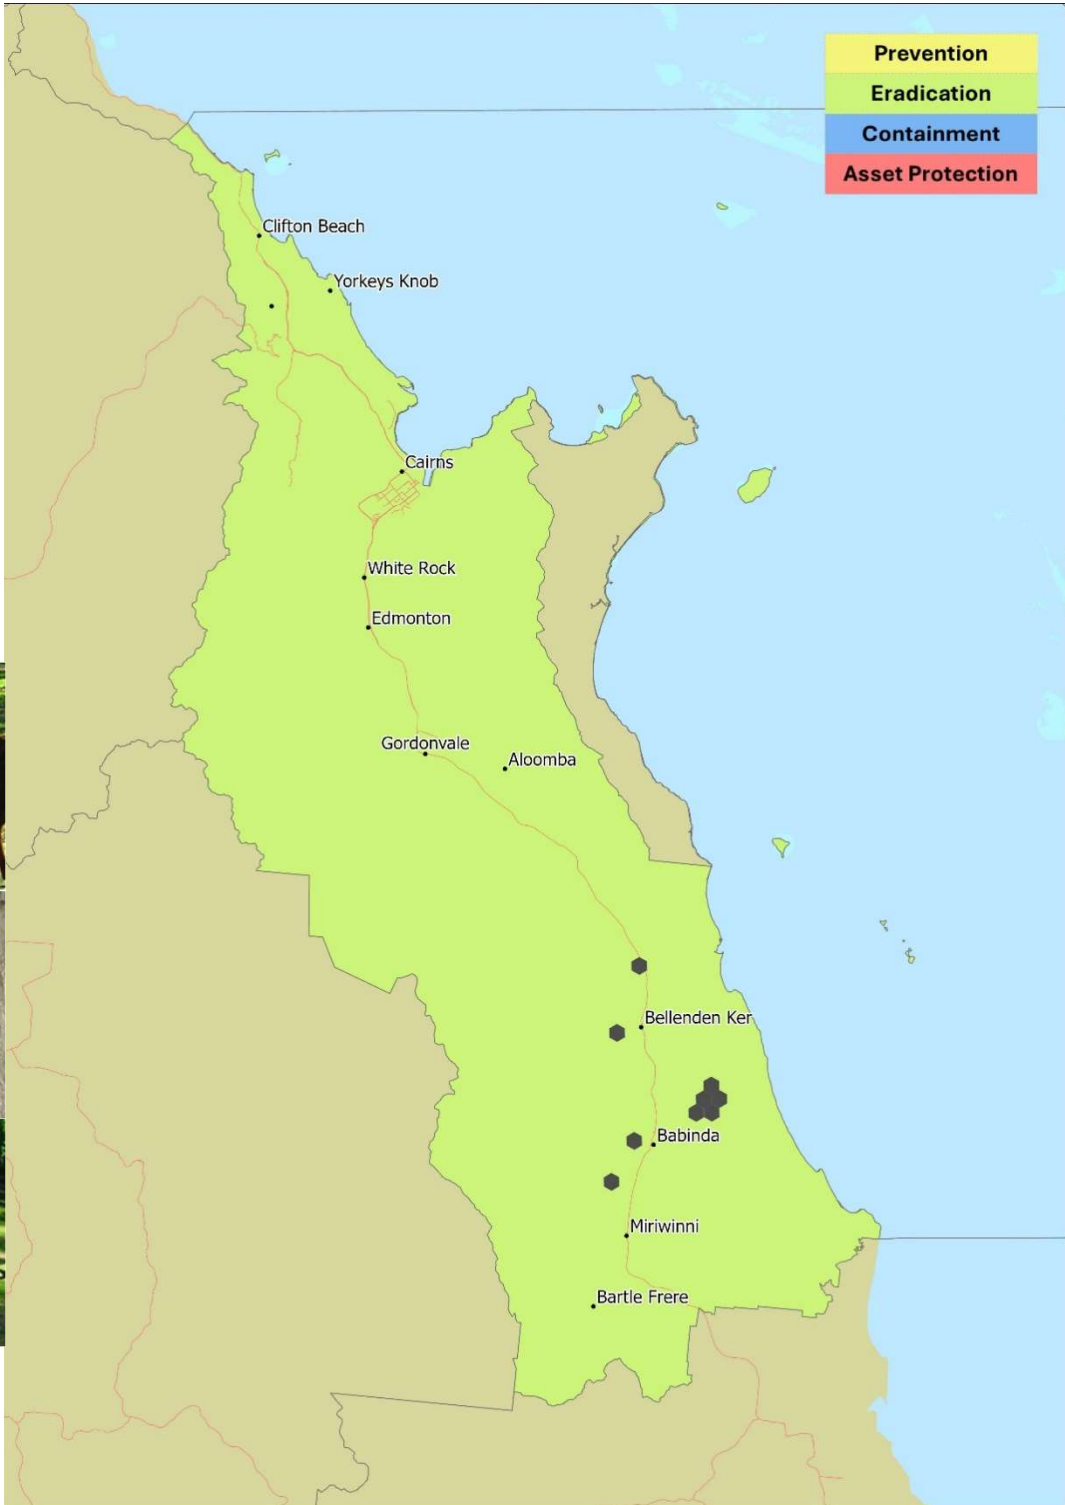 Prevention
Eradication
Containment
Asset Protection
Clifton Beach
Yorkeys Knob
Cairns
White Rock
Edmonton
Gordonvale
Aloomba
Bellenden Ker
Babinda
Miriwinni
Bartle Frere